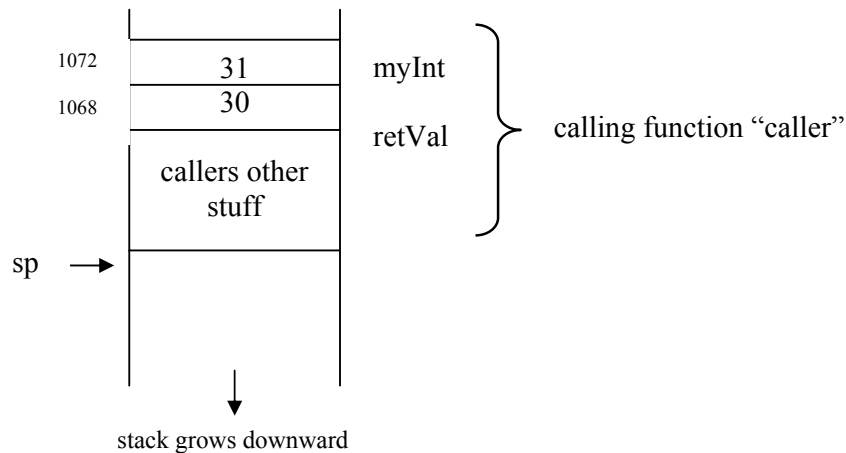 1072
31
myInt
1068
30
retVal
calling function “caller”
callers other
stuff
sp
stack grows downward